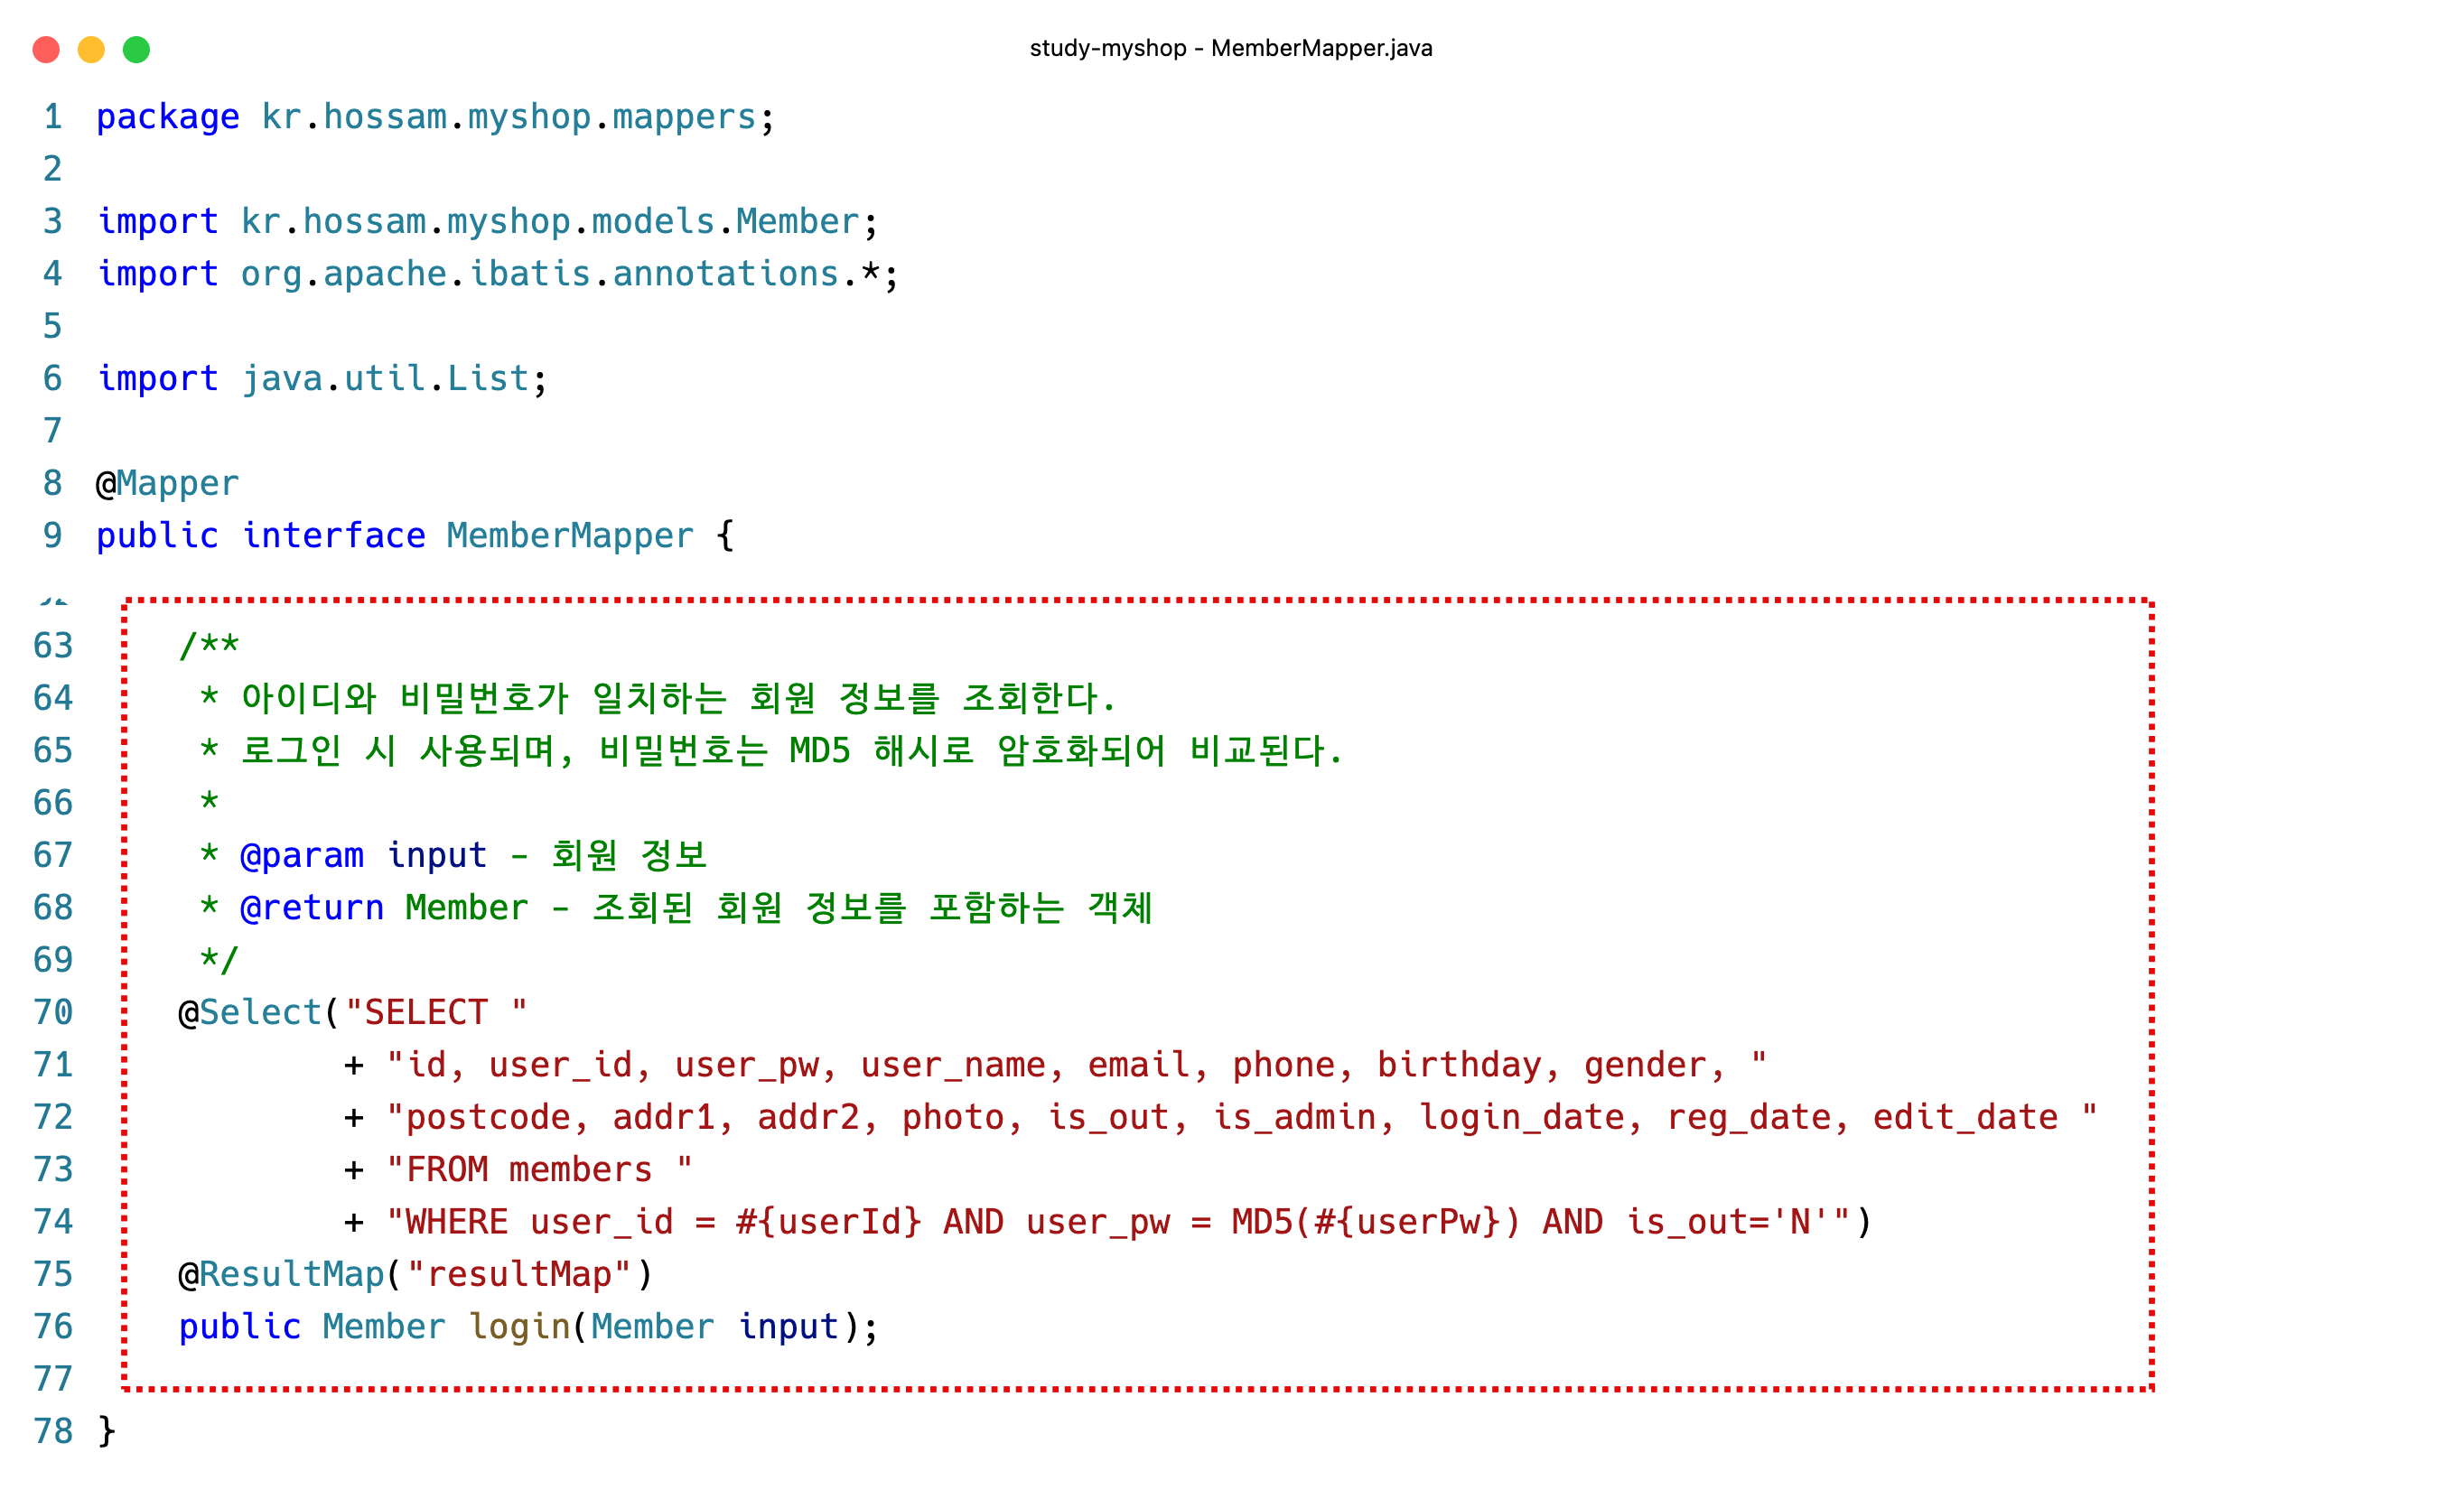 study-myshop - MemberMapper.java
1 package kr.hossam.myshop.mappers;
2
3 import kr.hossam.myshop.models.Member;
4 import org.apache.ibatis.annotations.*;
5
6 import java.util.List;
7
8 @Mapper
9 public interface MemberMapper {
63     /**
64      * 아이디와 비밀번호가 일치하는 회원 정보를 조회한다.
65      * 로그인 시 사용되며, 비밀번호는 MD5 해시로 암호화되어 비교된다.
66      *
67      * @param input - 회원 정보
68      * @return Member - 조회된 회원 정보를 포함하는 객체
69      */
70     @Select("SELECT "
71             + "id, user_id, user_pw, user_name, email, phone, birthday, gender, "
72             + "postcode, addr1, addr2, photo, is_out, is_admin, login_date, reg_date, edit_date "
73             + "FROM members "
74             + "WHERE user_id = #{userId} AND user_pw = MD5(#{userPw}) AND is_out='N'")
75     @ResultMap("resultMap")
76     public Member login(Member input);
77
78 }